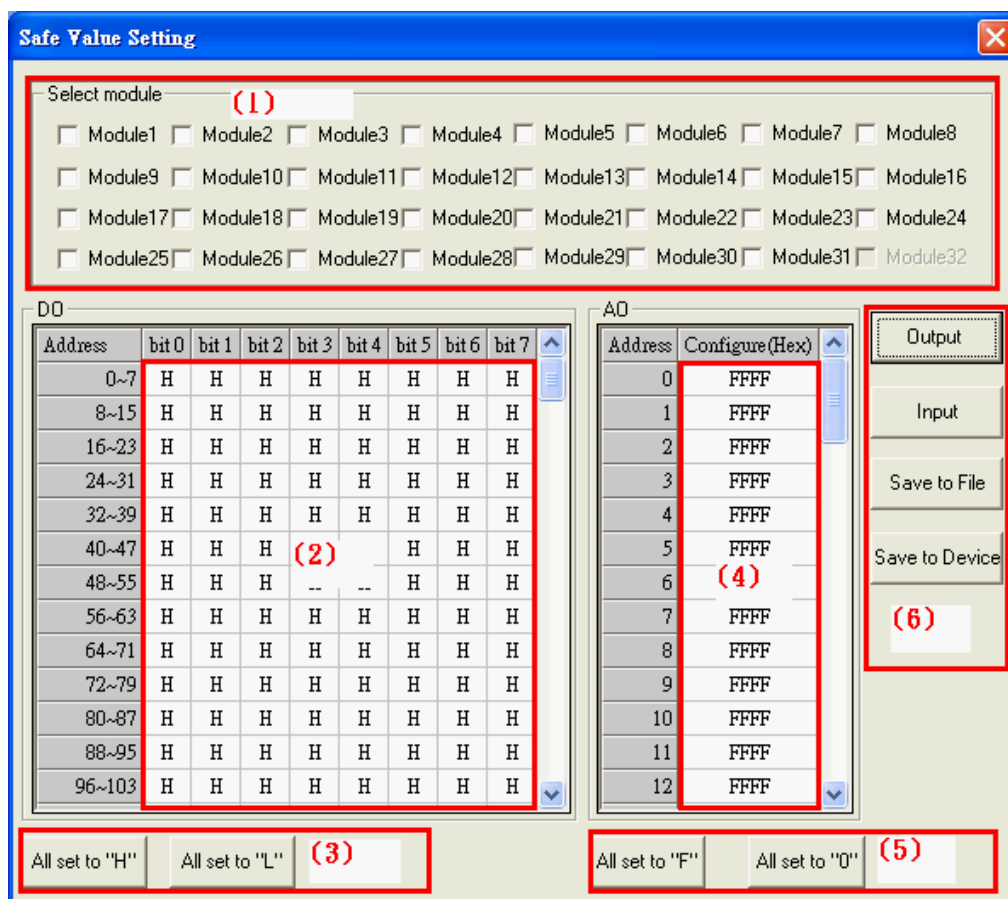 Safe Value Setting
Select module
(1)
Module1 Module2 Module3 Module4 Module5 Module6 Module7 Module8
Module9 Module10 Module11 Module12 Module13 Module14 Module15 Module16
Module17 Module18 Module19 Module20 Module21 Module22 Module23 Module24
Module25 Module26 Module27 Module28 Module29 Module30 Module31 Module32
DO
Address bit 0 bit 1 bit 2 bit 3 bit 4 bit 5 bit 6 bit 7
0~7 H H H H H H H H
8~15 H H H H H H H H
16~23 H H H H H H H H
24~31 H H H H H H H H
32~39 H H H H H H H H
40~47 H H H (2) H H H
48~55 H H H -- -- H H H
56~63 H H H H H H H H
64~71 H H H H H H H H
72~79 H H H H H H H H
80~87 H H H H H H H H
88~95 H H H H H H H H
96~103 H H H H H H H H
All set to "H" All set to "L" (3)
AO
Address Configure(Hex)
0 FFFF
1 FFFF
2 FFFF
3 FFFF
4 FFFF
5 FFFF
6 (4)
7 FFFF
8 FFFF
9 FFFF
10 FFFF
11 FFFF
12 FFFF
All set to "F" All set to "0" (5)
Output
Input
Save to File
Save to Device
(6)